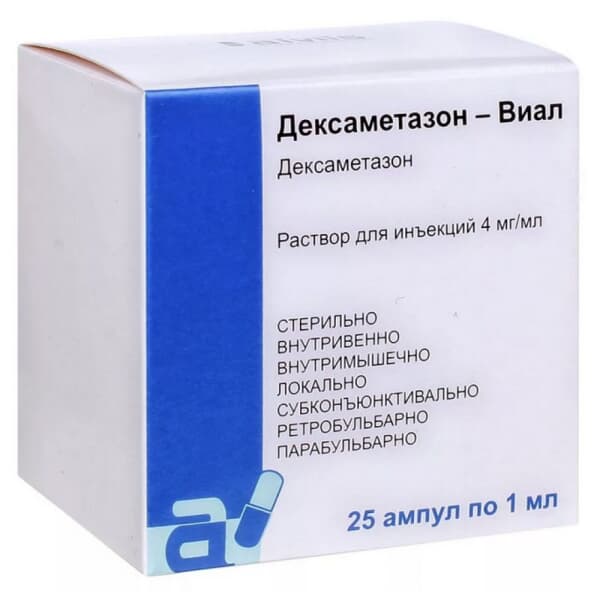 Дексаметазон – Виал
Дексаметазон
Раствор для инъекций 4 мг/мл
СТЕРИЛЬНО
ВНУТРИВЕННО
ВНУТРИМЫШЕЧНО
ЛОКАЛЬНО
СУБКОНЪЮНКТИВАЛЬНО
РЕТРОБУЛЬБАРНО
ПАРАБУЛЬБАРНО
25 ампул по 1 мл